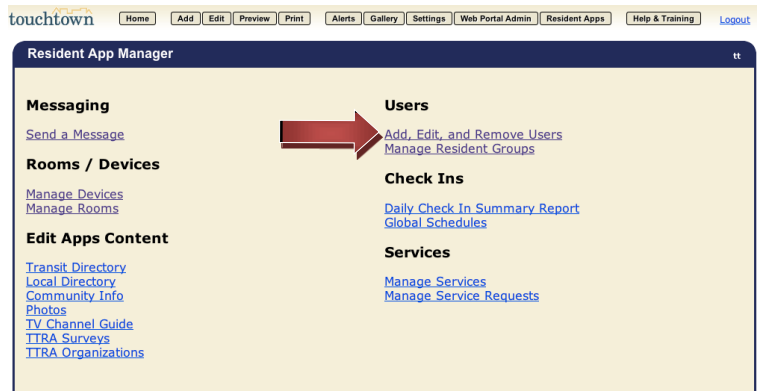 touchtown Home Add Edit Preview Print Alerts Gallery Settings Web Portal Admin Resident Apps Help & Training Logout
Resident App Manager tt
Messaging
Send a Message
Rooms / Devices
Manage Devices
Manage Rooms
Edit Apps Content
Transit Directory
Local Directory
Community Info
Photos
TV Channel Guide
TTRA Surveys
TTRA Organizations
Users
Add, Edit, and Remove Users
Manage Resident Groups
Check Ins
Daily Check In Summary Report
Global Schedules
Services
Manage Services
Manage Service Requests